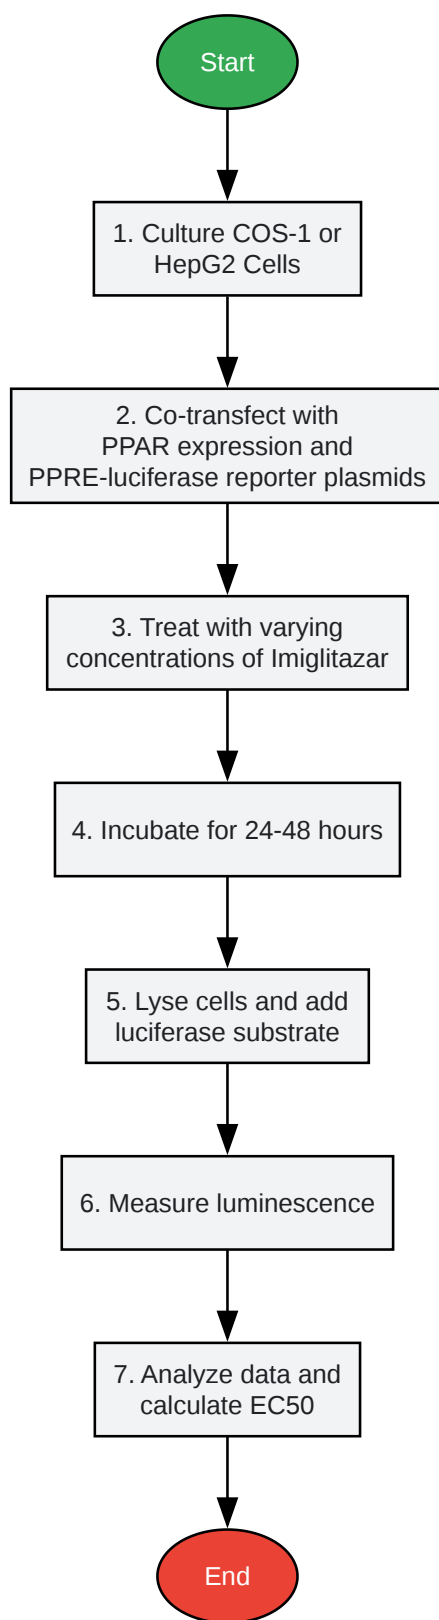 Start
1. Culture COS-1 or
HepG2 Cells
2. Co-transfect with
PPAR expression and
PPRE-luciferase reporter plasmids
3. Treat with varying
concentrations of Imiglitazar
4. Incubate for 24-48 hours
5. Lyse cells and add
luciferase substrate
6. Measure luminescence
7. Analyze data and
calculate EC50
End